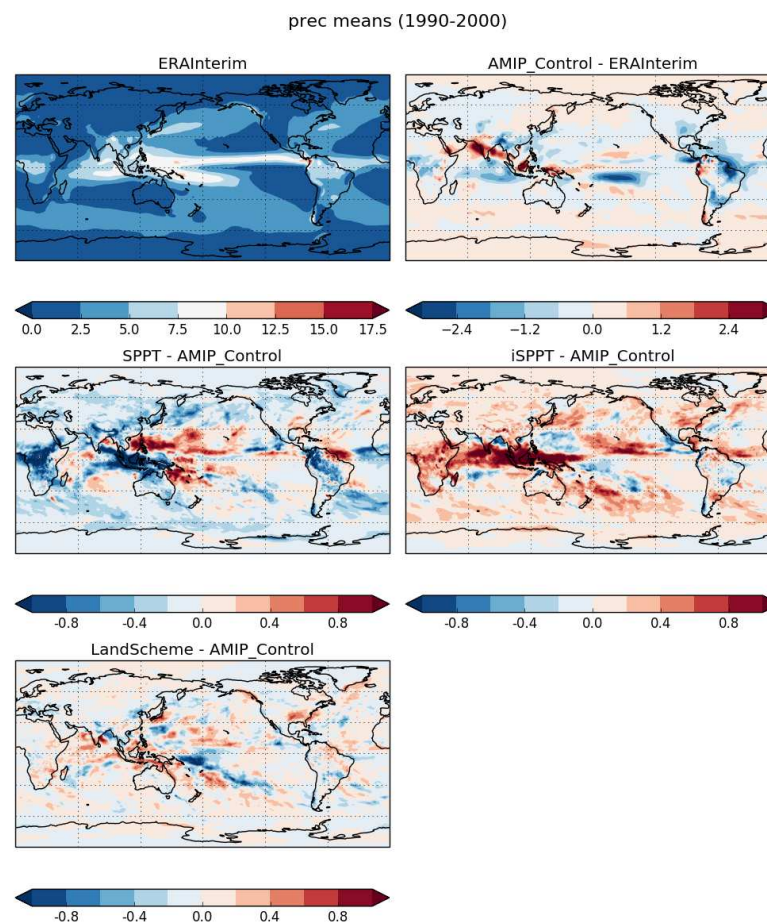 prec means (1990-2000)
ERAInterim
AMIP_Control - ERAInterim
0.0 2.5 5.0 7.5 10.0 12.5 15.0 17.5
-2.4 -1.2 0.0 1.2 2.4
SPPT - AMIP_Control
iSPPT - AMIP_Control
-0.8 -0.4 0.0 0.4 0.8
-0.8 -0.4 0.0 0.4 0.8
LandScheme - AMIP_Control
-0.8 -0.4 0.0 0.4 0.8